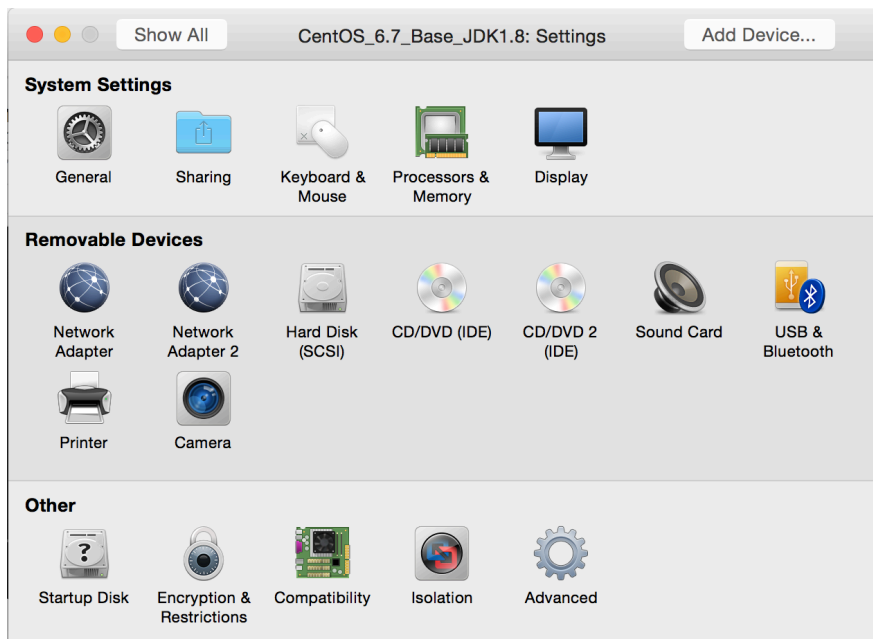 Show All
CentOS_6.7_Base_JDK1.8: Settings
Add Device...
System Settings
General
Sharing
Keyboard &
Mouse
Processors &
Memory
Display
Removable Devices
Network
Adapter
Network
Adapter 2
Hard Disk
(SCSI)
CD/DVD (IDE)
CD/DVD 2
(IDE)
Sound Card
USB &
Bluetooth
Printer
Camera
Other
Startup Disk
Encryption &
Restrictions
Compatibility
Isolation
Advanced